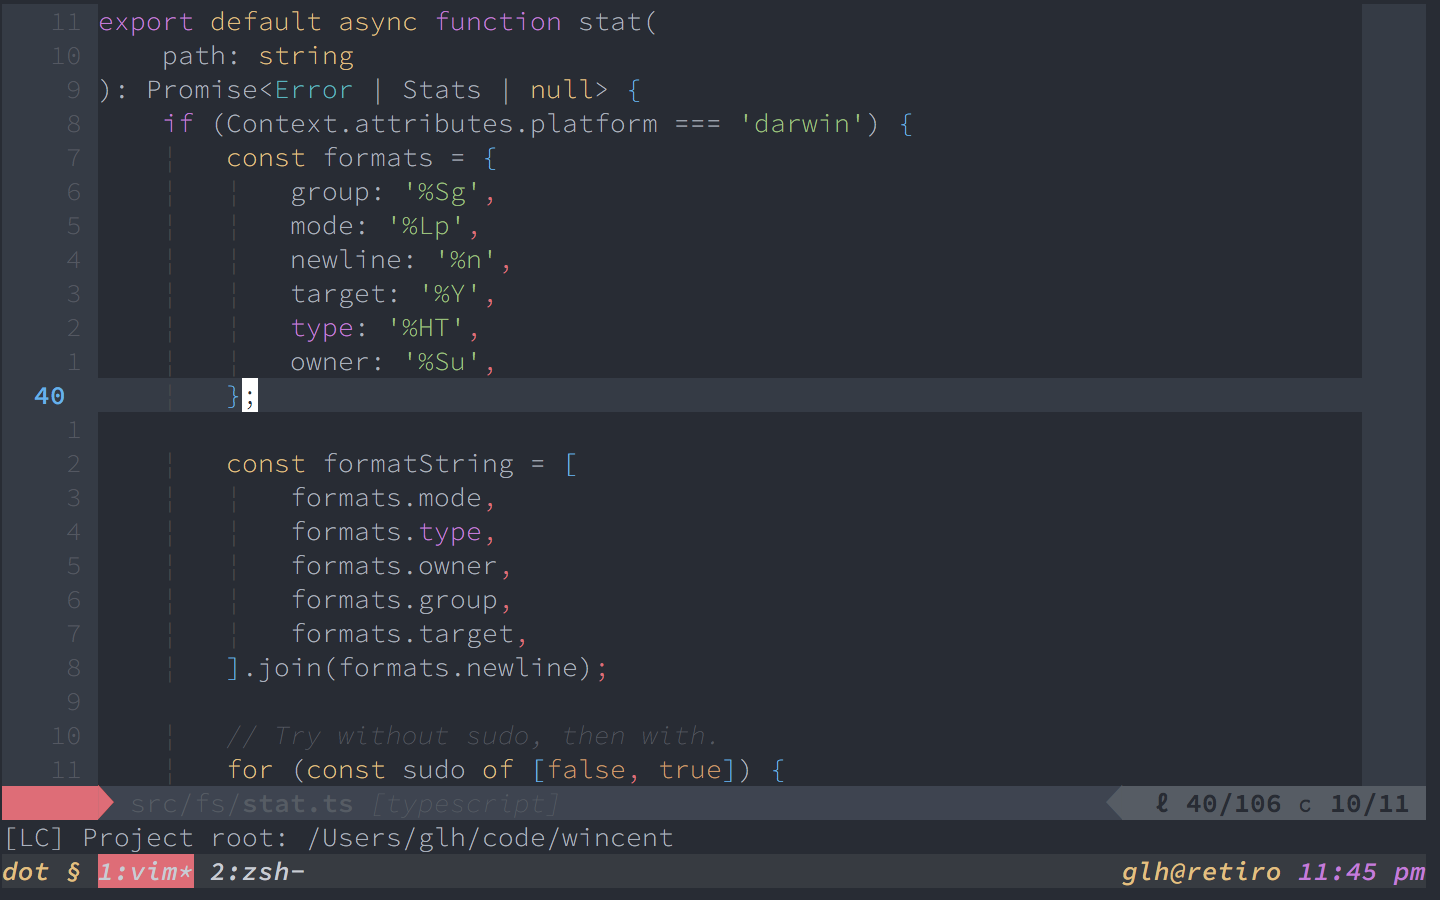 11 export default async function stat(
10     path: string
9 ): Promise<Error | Stats | null> {
8     if (Context.attributes.platform === 'darwin') {
7         const formats = {
6             group: '%Sg',
5             mode: '%Lp',
4             newline: '%n',
3             target: '%Y',
2             type: '%HT',
1             owner: '%Su',
40         };
1
2         const formatString = [
3             formats.mode,
4             formats.type,
5             formats.owner,
6             formats.group,
7             formats.target,
8         ].join(formats.newline);
9
10         // Try without sudo, then with.
11         for (const sudo of [false, true]) {
src/fs/stat.ts [typescript] ℓ 40/106 c 10/11
[LC] Project root: /Users/glh/code/wincent
dot § 1:vim* 2:zsh- glh@retiro 11:45 pm